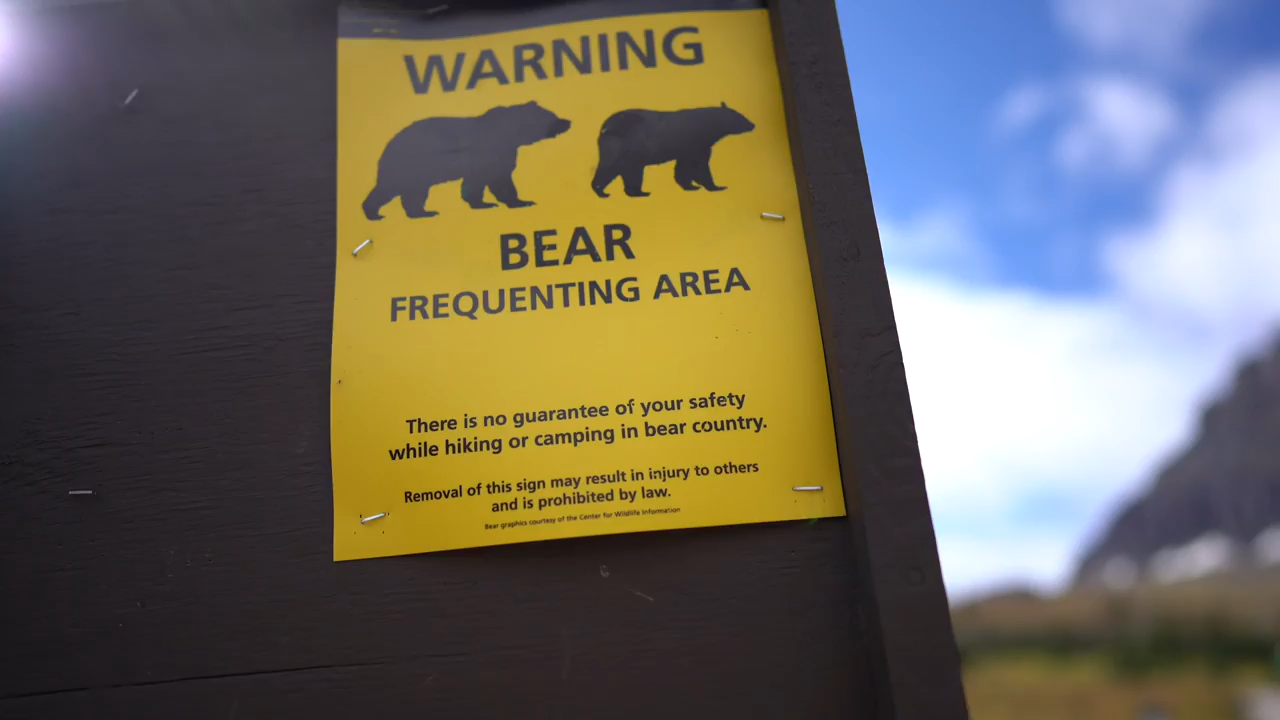 WARNING
BEAR
FREQUENTING AREA
There is no guarantee of your safety
while hiking or camping in bear country.
Removal of this sign may result in injury to others
and is prohibited by law.
Bear graphics courtesy of the Center for Wildlife Information